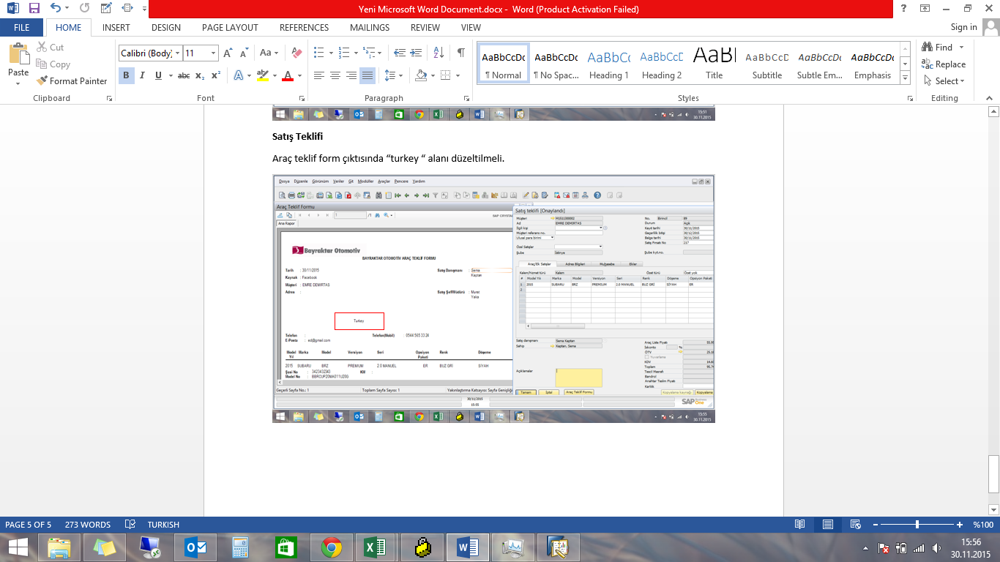 Yeni Microsoft Word Document.docx - Word (Product Activation Failed)
FILE HOME INSERT DESIGN PAGE LAYOUT REFERENCES MAILINGS REVIEW VIEW Sign in
Cut
Copy
Format Painter
Paste
Calibri (Body) 11
AaBbCcDc AaBbCcDc AaBbCc AaBbCcD AaBl AaBbCcD AaBbCcDc AaBbCcDc
¶ Normal ¶ No Spac... Heading 1 Heading 2 Title Subtitle Subtle Em... Emphasis
Find
Replace
Select
Clipboard Font Paragraph Styles Editing
15:51
30.11.2015
Satış Teklifi
Araç teklif form çıktısında “turkey “ alanı düzeltilmeli.
Dosya Düzenle Görünüm Veriler Git Modüller Araçlar Pencere Yardım
Araç Teklif Formu
Ana Rapor
Bayraktar Otomotiv
BAYRAKTAR OTOMOTİV ARAÇ TEKLİF FORMU
Tarih : 30/11/2015 Satış Danışmanı : Sema Kaptan
Kaynak : Facebook
Müşteri : EMRE DEMIRTAS
Adres : Satış Şefi/Müdürü : Murat Yaka
Turkey
Telefon : Telefon(Mobil) : 0544 565 33 24
E-Posta : ed@gmail.com
Model Yıl Marka Model Versiyon Seri Opsiyon Paketi Renk Döşeme
2015 SUBARU BRZ PREMIUM 2.0 MANUEL ER BUZ GRİ SİYAH
Şasi No : 3423432343 KM :
Model No
Geçerli Sayfa No.: 1 Toplam Sayfa Sayısı: 1 Yakınlaştırma Katsayısı: Sayfa Genişliği
Satış teklifi [Onaylandı]
Müşteri M1511300002 No. Birincil 89
Ad EMRE DEMIRTAS Durum Açık
İlgili kişi Kayıt tarihi 30/11/2015
Müşteri referans no. Geçerlilik bitişi 30/12/2015
Ulusal para birimi Belge tarihi 30/11/2015
Satış Fırsatı No 217
Özel Satışlar
Şube İstinye Şube kyt.no.
Araç/Ek Satışlar Adres Bilgileri Muhasebe Ekler
Kalem/hizmet türü Kalem Özet türü Özet yok
# Model Yılı Marka Model Versiyon Seri Renk Döşeme Opsiyon Paketi
1 2015 SUBARU BRZ PREMIUM 2.0 MANUEL BUZ GRİ SİYAH ER
2
Satış danışmanı Sema Kaptan
Sahip Kaptan, Sema
Açıklamalar
Araç Liste Fiyatı
İskonto %
ÖTV
Yuvarlama
KDV
Toplam
Tescil Masrafı
Bandrol
Anahtar Teslim Fiyatı
Karlılık
Tamam İptal Araç Teklif Formu Kopyalama kaynağı Kopyalama
30/11/2015
15:55
SAP Business One
15:55
30.11.2015
PAGE 5 OF 5 273 WORDS TURKISH %100
15:56
30.11.2015